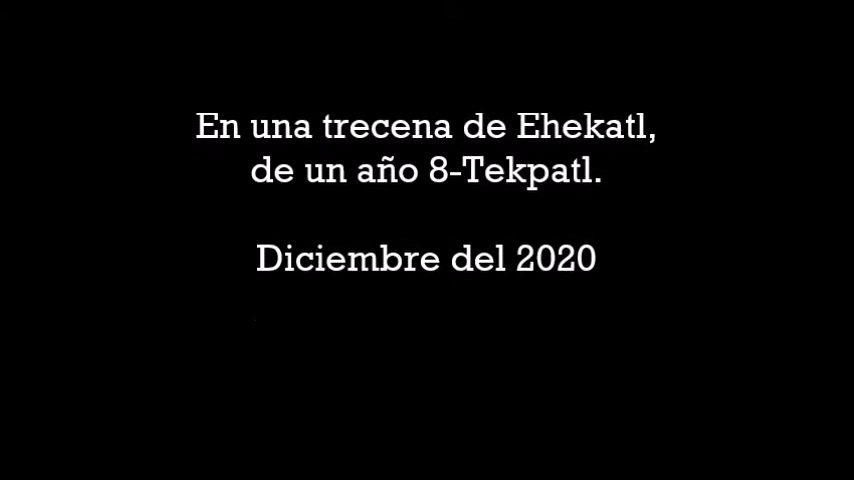 En una trecena de Ehekatl,
de un año 8-Tekpatl.
Diciembre del 2020